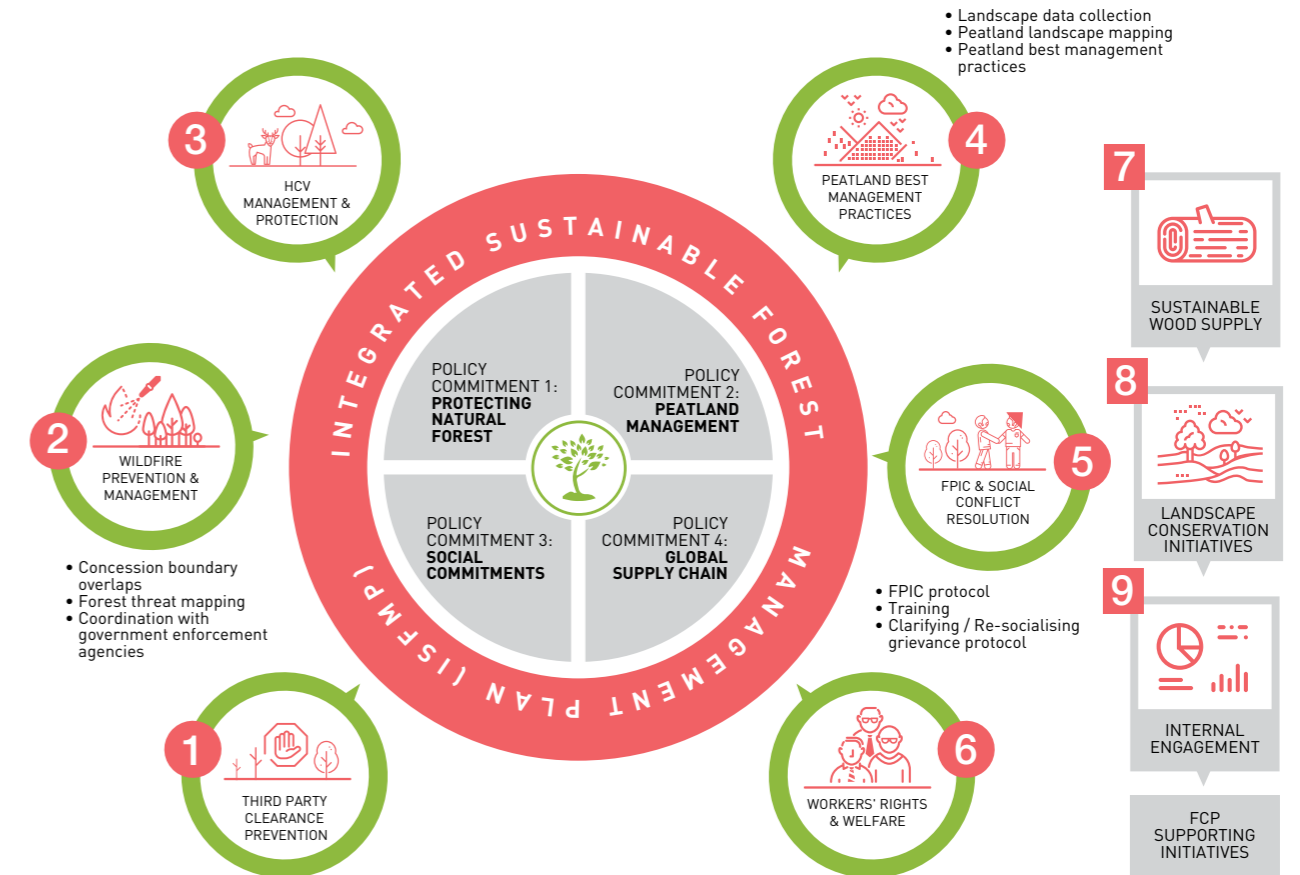 • Landscape data collection
• Peatland landscape mapping
• Peatland best management
practices
3
HCV
MANAGEMENT &
PROTECTION
4
PEATLAND BEST
MANAGEMENT
PRACTICES
7
SUSTAINABLE
WOOD SUPPLY
INTEGRATED SUSTAINABLE FOREST
MANAGEMENT PLAN (ISFMP)
POLICY
COMMITMENT 1:
PROTECTING
NATURAL
FOREST
POLICY
COMMITMENT 2:
PEATLAND
MANAGEMENT
POLICY
COMMITMENT 3:
SOCIAL
COMMITMENTS
POLICY
COMMITMENT 4:
GLOBAL
SUPPLY CHAIN
2
WILDFIRE
PREVENTION &
MANAGEMENT
• Concession boundary
overlaps
• Forest threat mapping
• Coordination with
government enforcement
agencies
5
FPIC & SOCIAL
CONFLICT
RESOLUTION
• FPIC protocol
• Training
• Clarifying / Re-socialising
grievance protocol
8
LANDSCAPE
CONSERVATION
INITIATIVES
1
THIRD PARTY
CLEARANCE
PREVENTION
6
WORKERS' RIGHTS
& WELFARE
9
INTERNAL
ENGAGEMENT
FCP
SUPPORTING
INITIATIVES